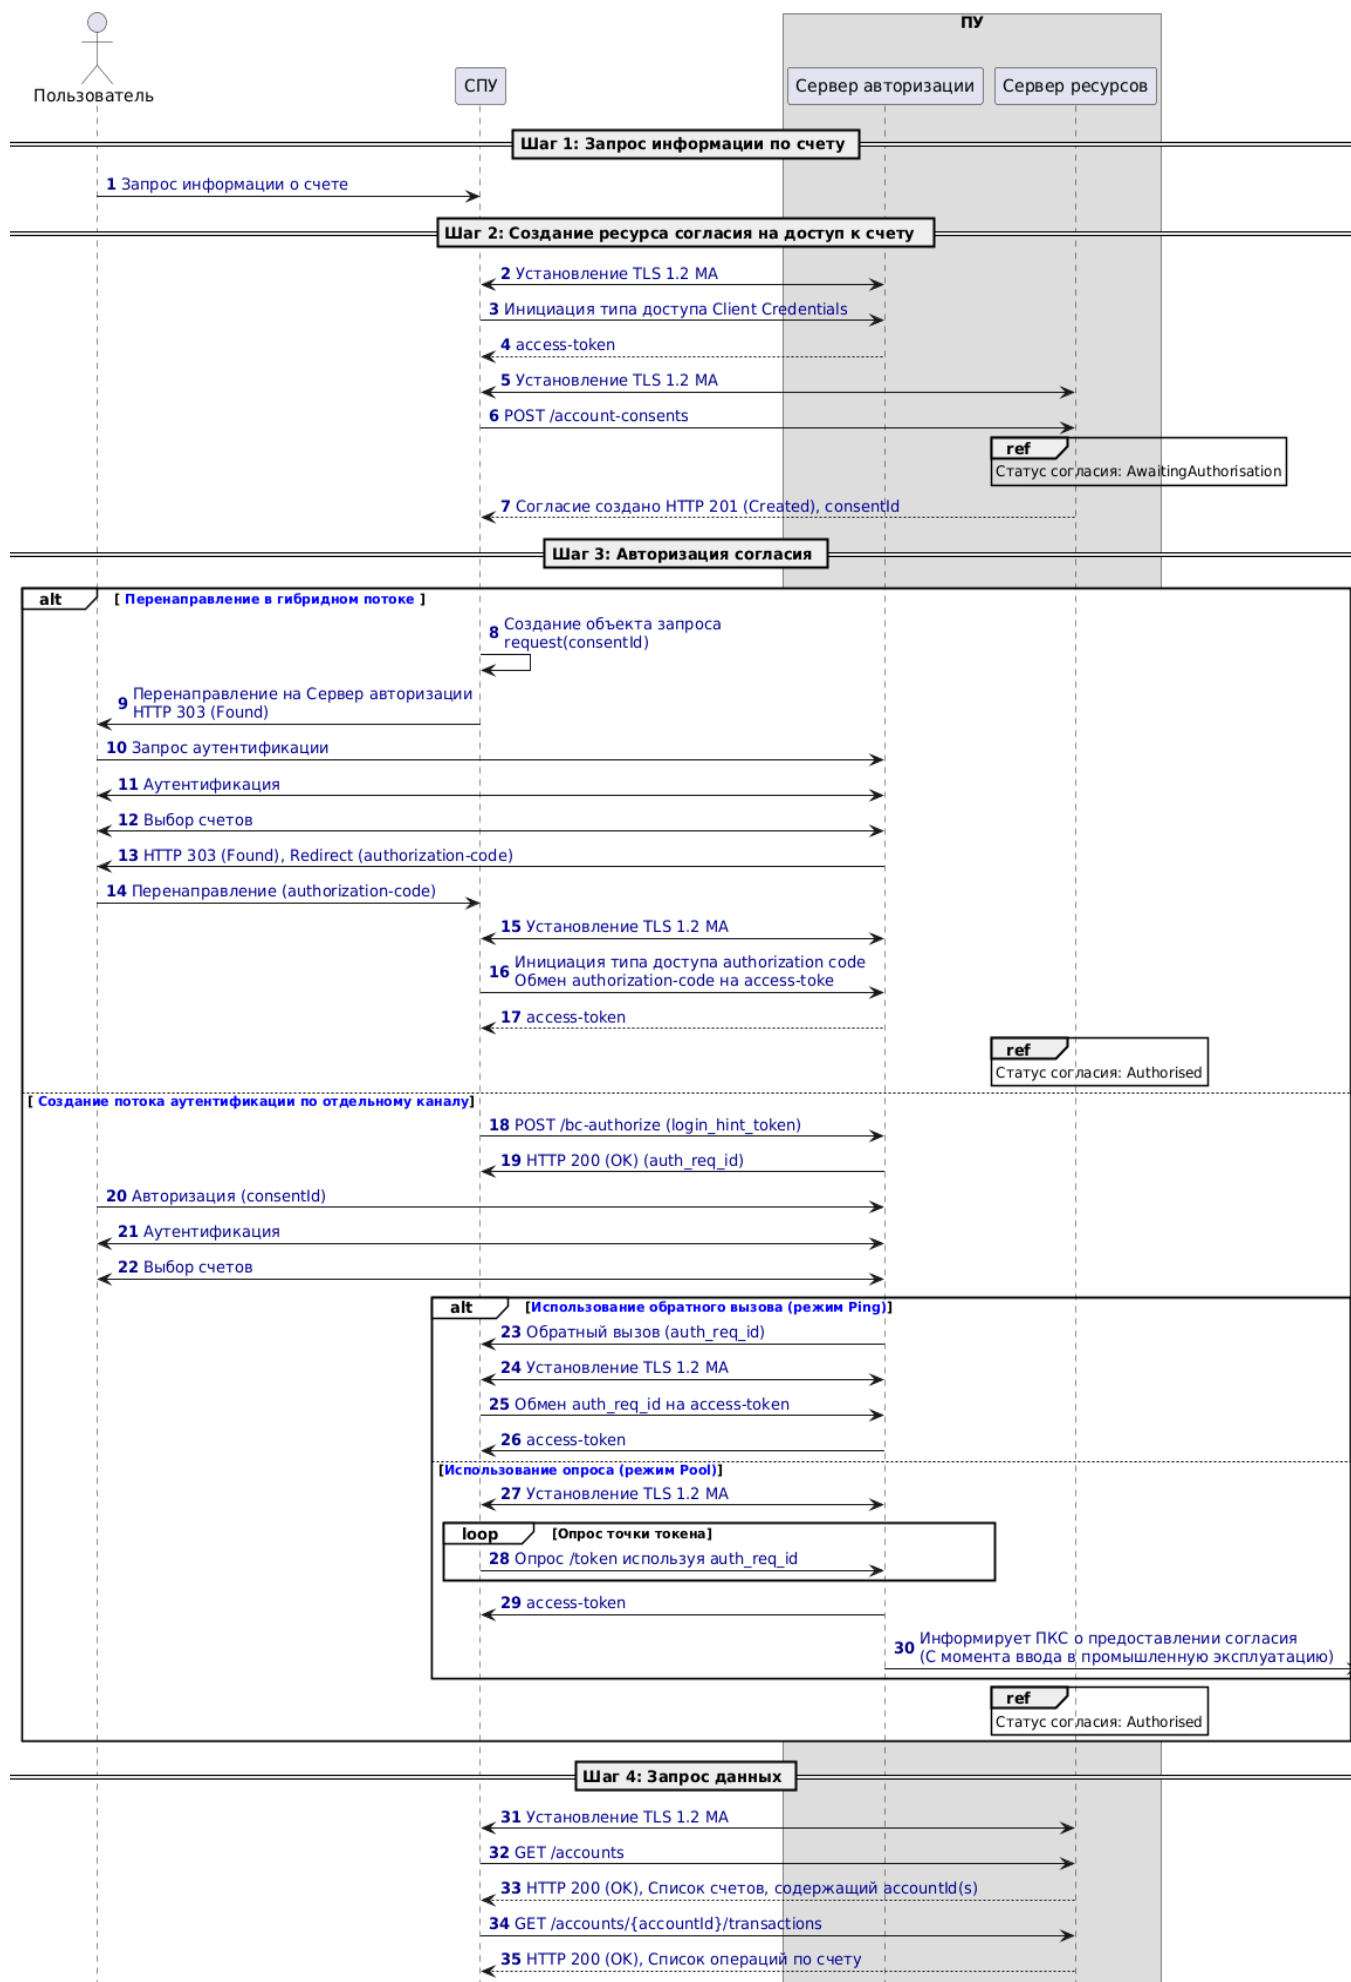 ПУ
Пользователь
СПУ
Сервер авторизации
Сервер ресурсов
Шаг 1: Запрос информации по счету
1 Запрос информации о счете
Шаг 2: Создание ресурса согласия на доступ к счету
2 Установление TLS 1.2 MA
3 Инициация типа доступа Client Credentials
4 access-token
5 Установление TLS 1.2 MA
6 POST /account-consents
ref
Статус согласия: AwaitingAuthorisation
7 Согласие создано HTTP 201 (Created), consentId
Шаг 3: Авторизация согласия
alt [ Перенаправление в гибридном потоке ]
8 Создание объекта запроса
request(consentId)
9 Перенаправление на Сервер авторизации
HTTP 303 (Found)
10 Запрос аутентификации
11 Аутентификация
12 Выбор счетов
13 HTTP 303 (Found), Redirect (authorization-code)
14 Перенаправление (authorization-code)
15 Установление TLS 1.2 MA
16 Инициация типа доступа authorization code
Обмен authorization-code на access-toke
17 access-token
ref
Статус согласия: Authorised
[ Создание потока аутентификации по отдельному каналу]
18 POST /bc-authorize (login_hint_token)
19 HTTP 200 (OK) (auth_req_id)
20 Авторизация (consentId)
21 Аутентификация
22 Выбор счетов
alt [Использование обратного вызова (режим Ping)]
23 Обратный вызов (auth_req_id)
24 Установление TLS 1.2 MA
25 Обмен auth_req_id на access-token
26 access-token
[Использование опроса (режим Pool)]
27 Установление TLS 1.2 MA
loop [Опрос точки токена]
28 Опрос /token используя auth_req_id
29 access-token
30 Информирует ПКС о предоставлении согласия
(С момента ввода в промышленную эксплуатацию)
ref
Статус согласия: Authorised
Шаг 4: Запрос данных
31 Установление TLS 1.2 MA
32 GET /accounts
33 HTTP 200 (OK), Список счетов, содержащий accountId(s)
34 GET /accounts/{accountId}/transactions
35 HTTP 200 (OK), Список операций по счету